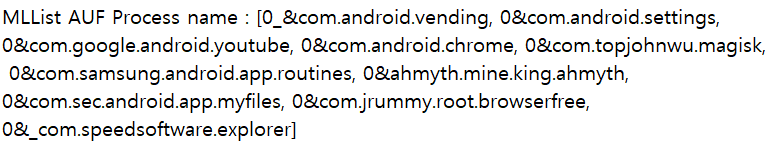 MLList AUF Process name : [0_&com.android.vending, 0&com.android.settings,
0&com.google.android.youtube, 0&com.android.chrome, 0&com.topjohnwu.magisk,
0&com.samsung.android.app.routines, 0&ahmyth.mine.king.ahmyth,
0&com.sec.android.app.myfiles, 0&com.jrummy.root.browserfree,
0&_com.speedsoftware.explorer]